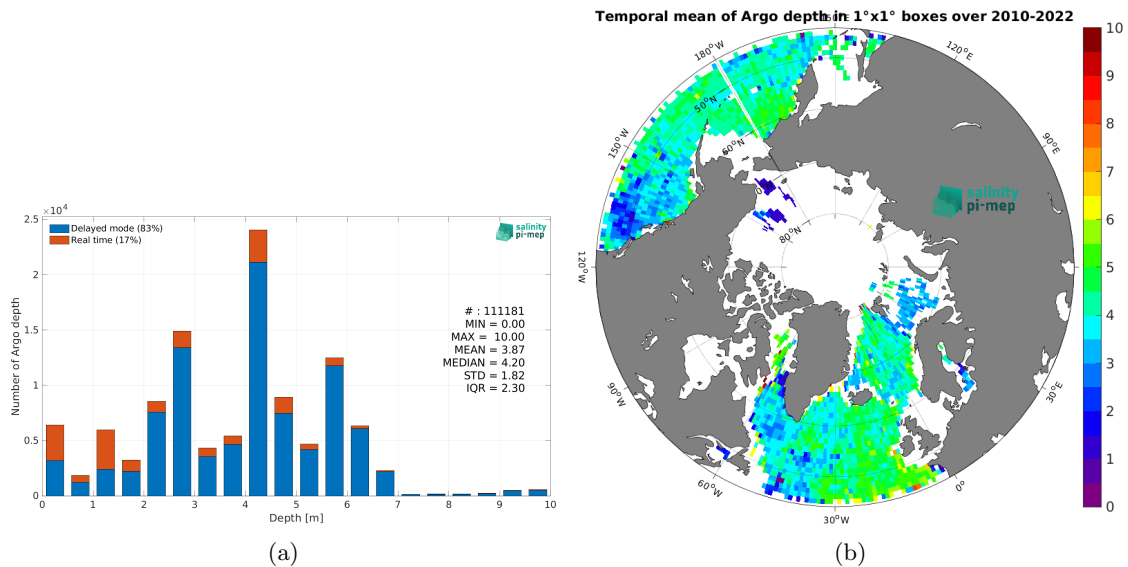 ×10⁴
2.5
2
1.5
1
0.5
0
Number of Argo depth
Delayed mode (83%)
Real time (17%)
salinity
pi-mep
# : 111181
MIN = 0.00
MAX = 10.00
MEAN = 3.87
MEDIAN = 4.20
STD = 1.82
IQR = 2.30
0 1 2 3 4 5 6 7 8 9 10
Depth [m]
(a)
Temporal mean of Argo depth in 1°x1° boxes over 2010-2022
180°W
120°E
150°W
90°E
120°W
30°E
90°W
60°W
0°
30°W
50°N
60°N
80°N
salinity
pi-mep
10
9
8
7
6
5
4
3
2
1
0
(b)